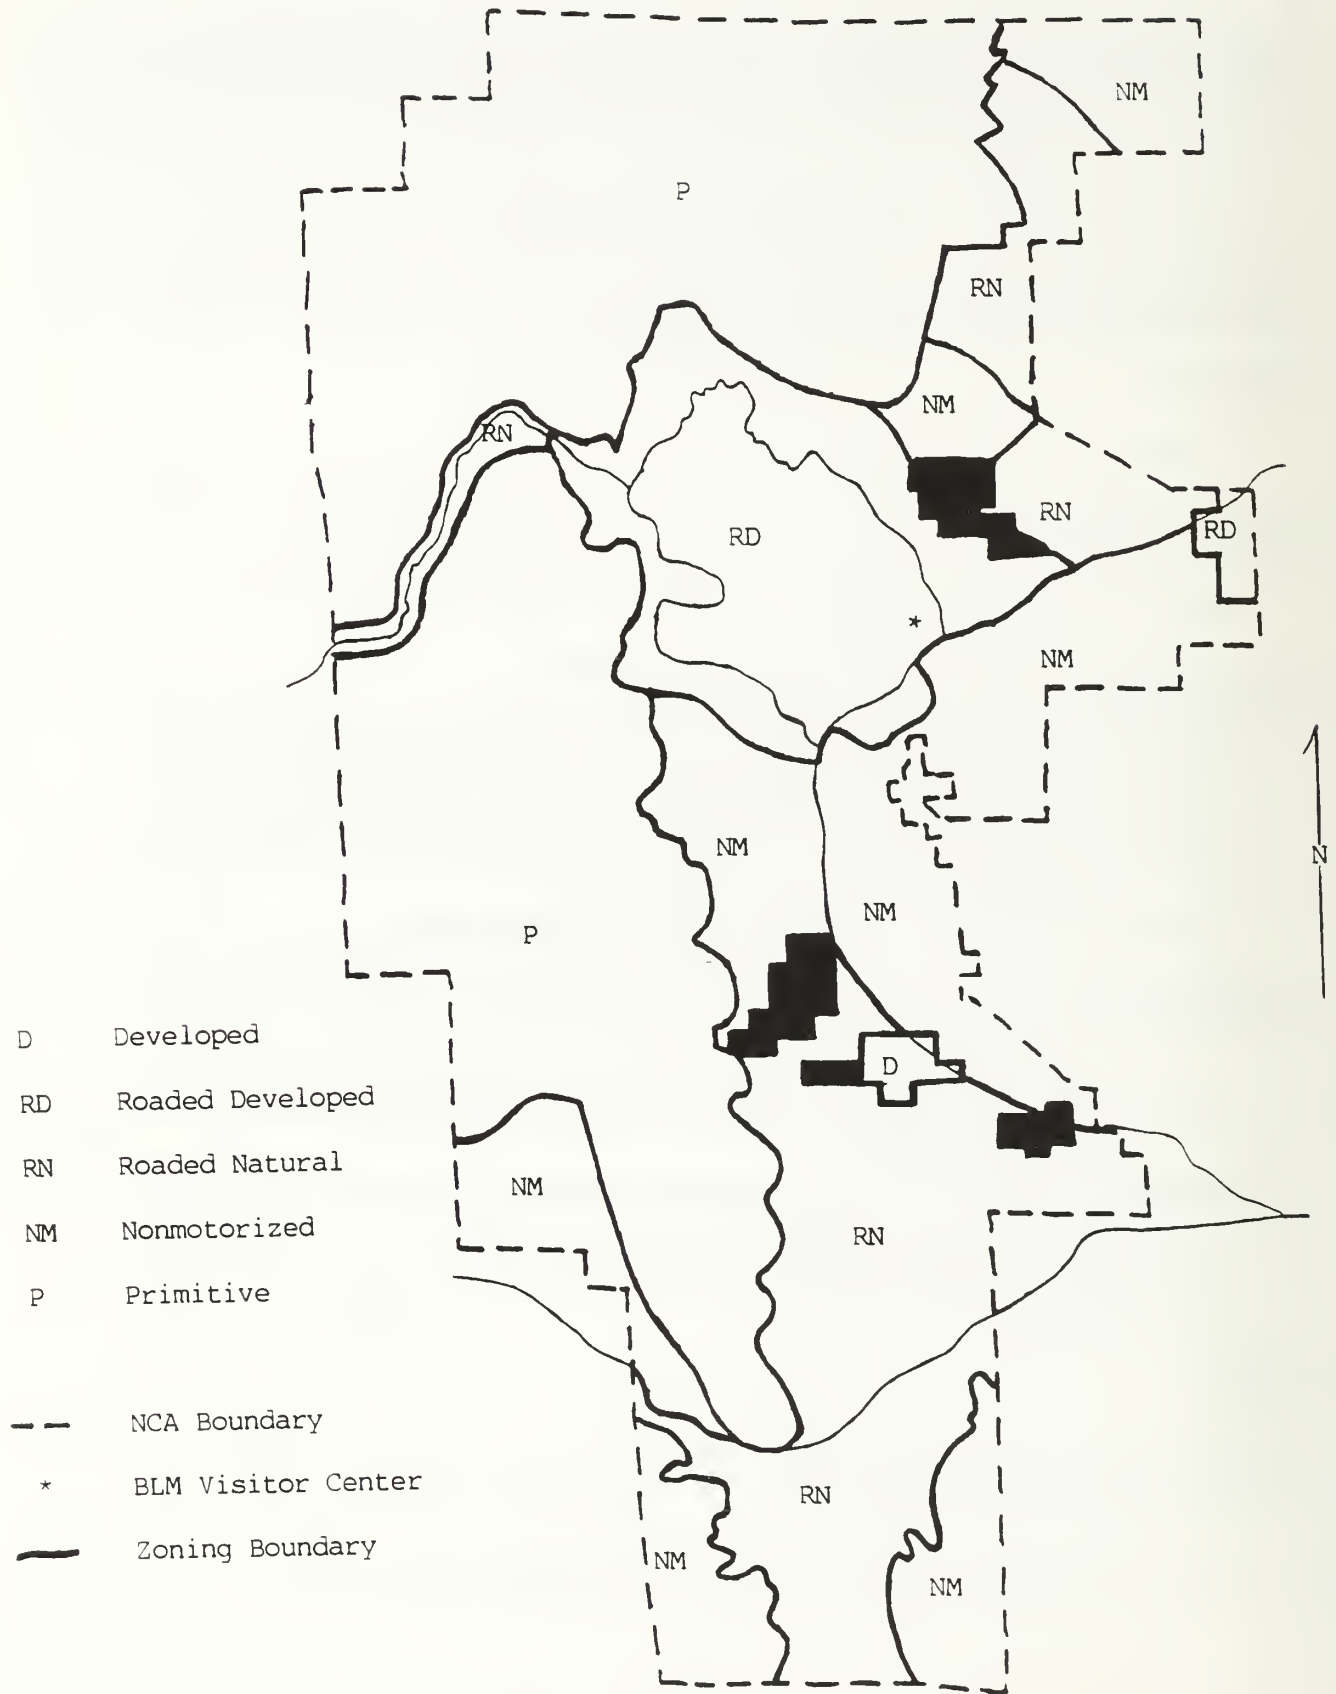 NM
P
RN
NM
RN
RN
RD
RD
*
NM
NM
NM
P
D
NM
RN
RN
NM
NM
N
D Developed
RD Roaded Developed
RN Roaded Natural
NM Nonmotorized
P Primitive
NCA Boundary
* BLM Visitor Center
Zoning Boundary